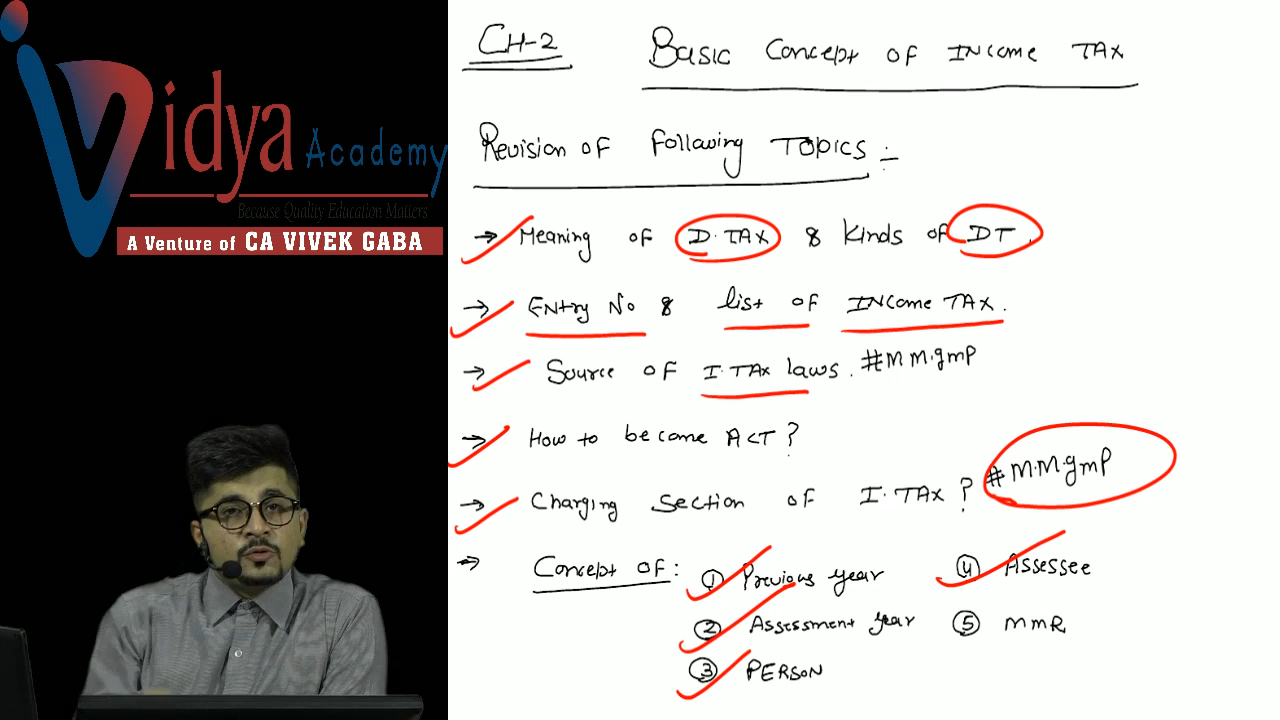 Vidya Academy
Because Quality Education Matters
A Venture of CA VIVEK GABA
CH-2 Basic Concept of INCome TAX
Revision OF Following TOPICS :-
→ Meaning of D.TAX & Kinds of DT.
→ Entry No & list of INCome TAX.
→ Source OF I.TAX laws. #MM.gmp
→ How to become ACT?
→ Charging Section OF I.TAX? #M.M.gmp
→ Concept OF: ① Previous year ④ Assessee
② Assessment year ⑤ MMR
③ PERSON